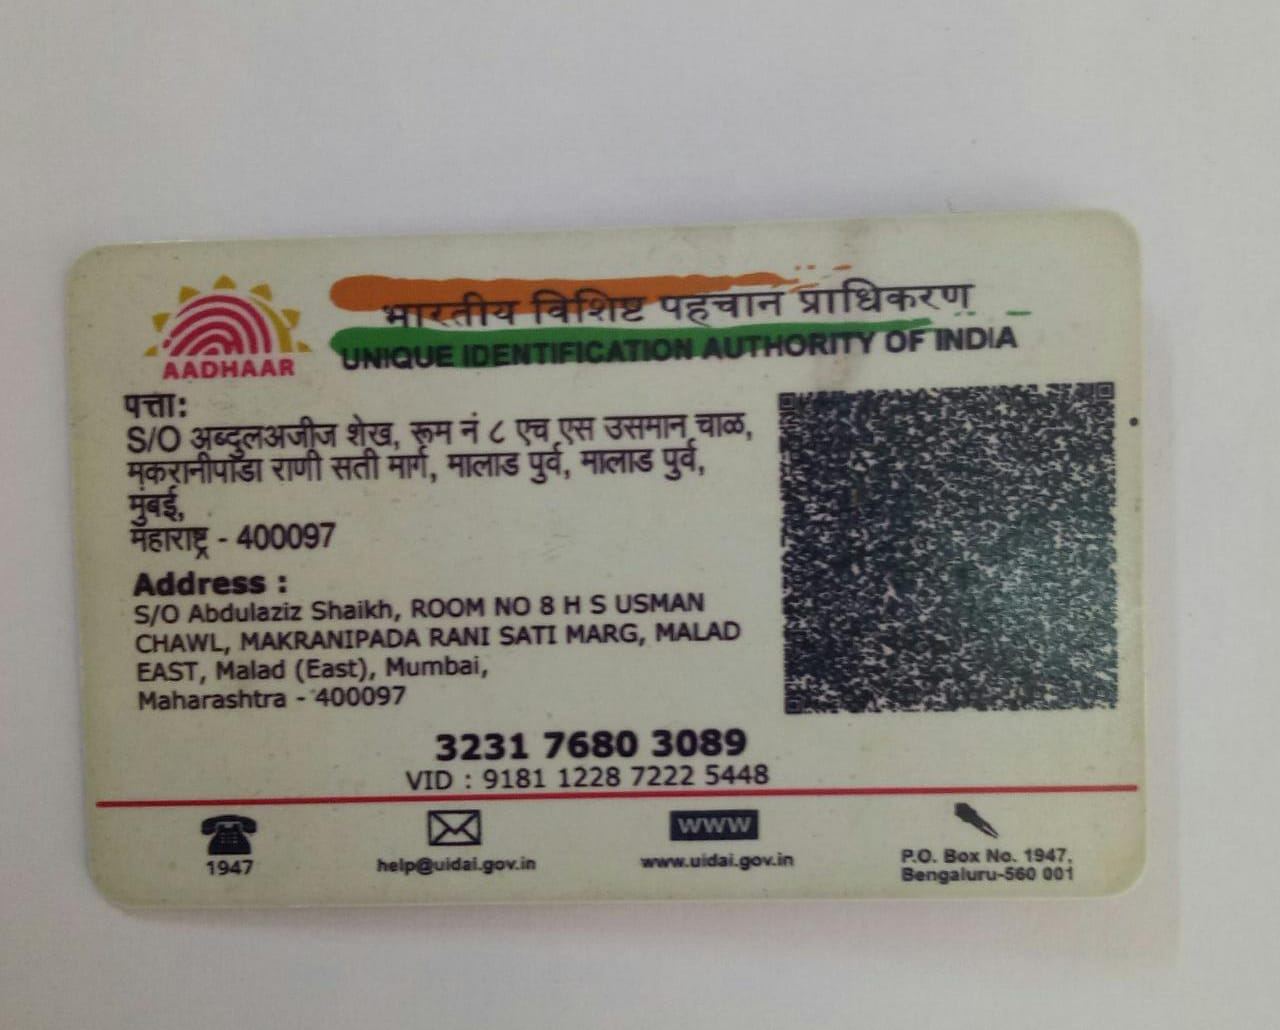 भारतीय विशिष्ट पहचान प्राधिकरण
UNIQUE IDENTIFICATION AUTHORITY OF INDIA
AADHAAR
पत्ता:
S/O अब्दुलअजीज शेख, रूम नं ८ एच एस उसमान चाळ,
मकरानीपाडा राणी सती मार्ग, मालाड पुर्व, मालाड पुर्व,
मुंबई,
महाराष्ट्र - 400097
Address :
S/O Abdulaziz Shaikh, ROOM NO 8 H S USMAN
CHAWL, MAKRANIPADA RANI SATI MARG, MALAD
EAST, Malad (East), Mumbai,
Maharashtra - 400097
3231 7680 3089
VID : 9181 1228 7222 5448
1947
help@uidai.gov.in
WWW
www.uidai.gov.in
P.O. Box No. 1947,
Bengaluru-560 001